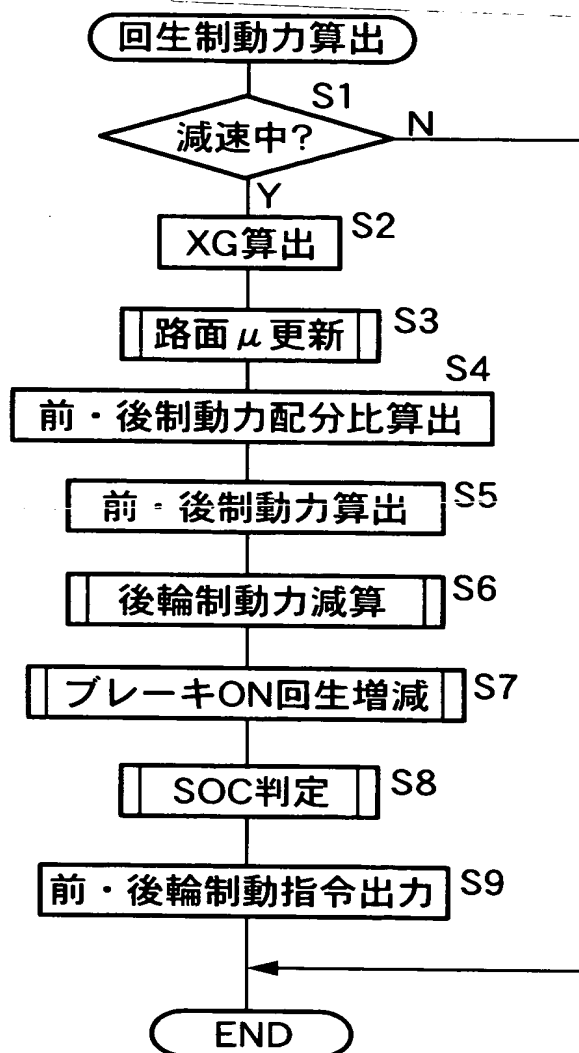 回生制動力算出
S1
減速中?
N
Y
XG算出
S2
路面μ更新
S3
S4
前・後制動力配分比算出
前・後制動力算出
S5
後輪制動力減算
S6
ブレーキON回生増減
S7
SOC判定
S8
前・後輪制動指令出力
S9
END